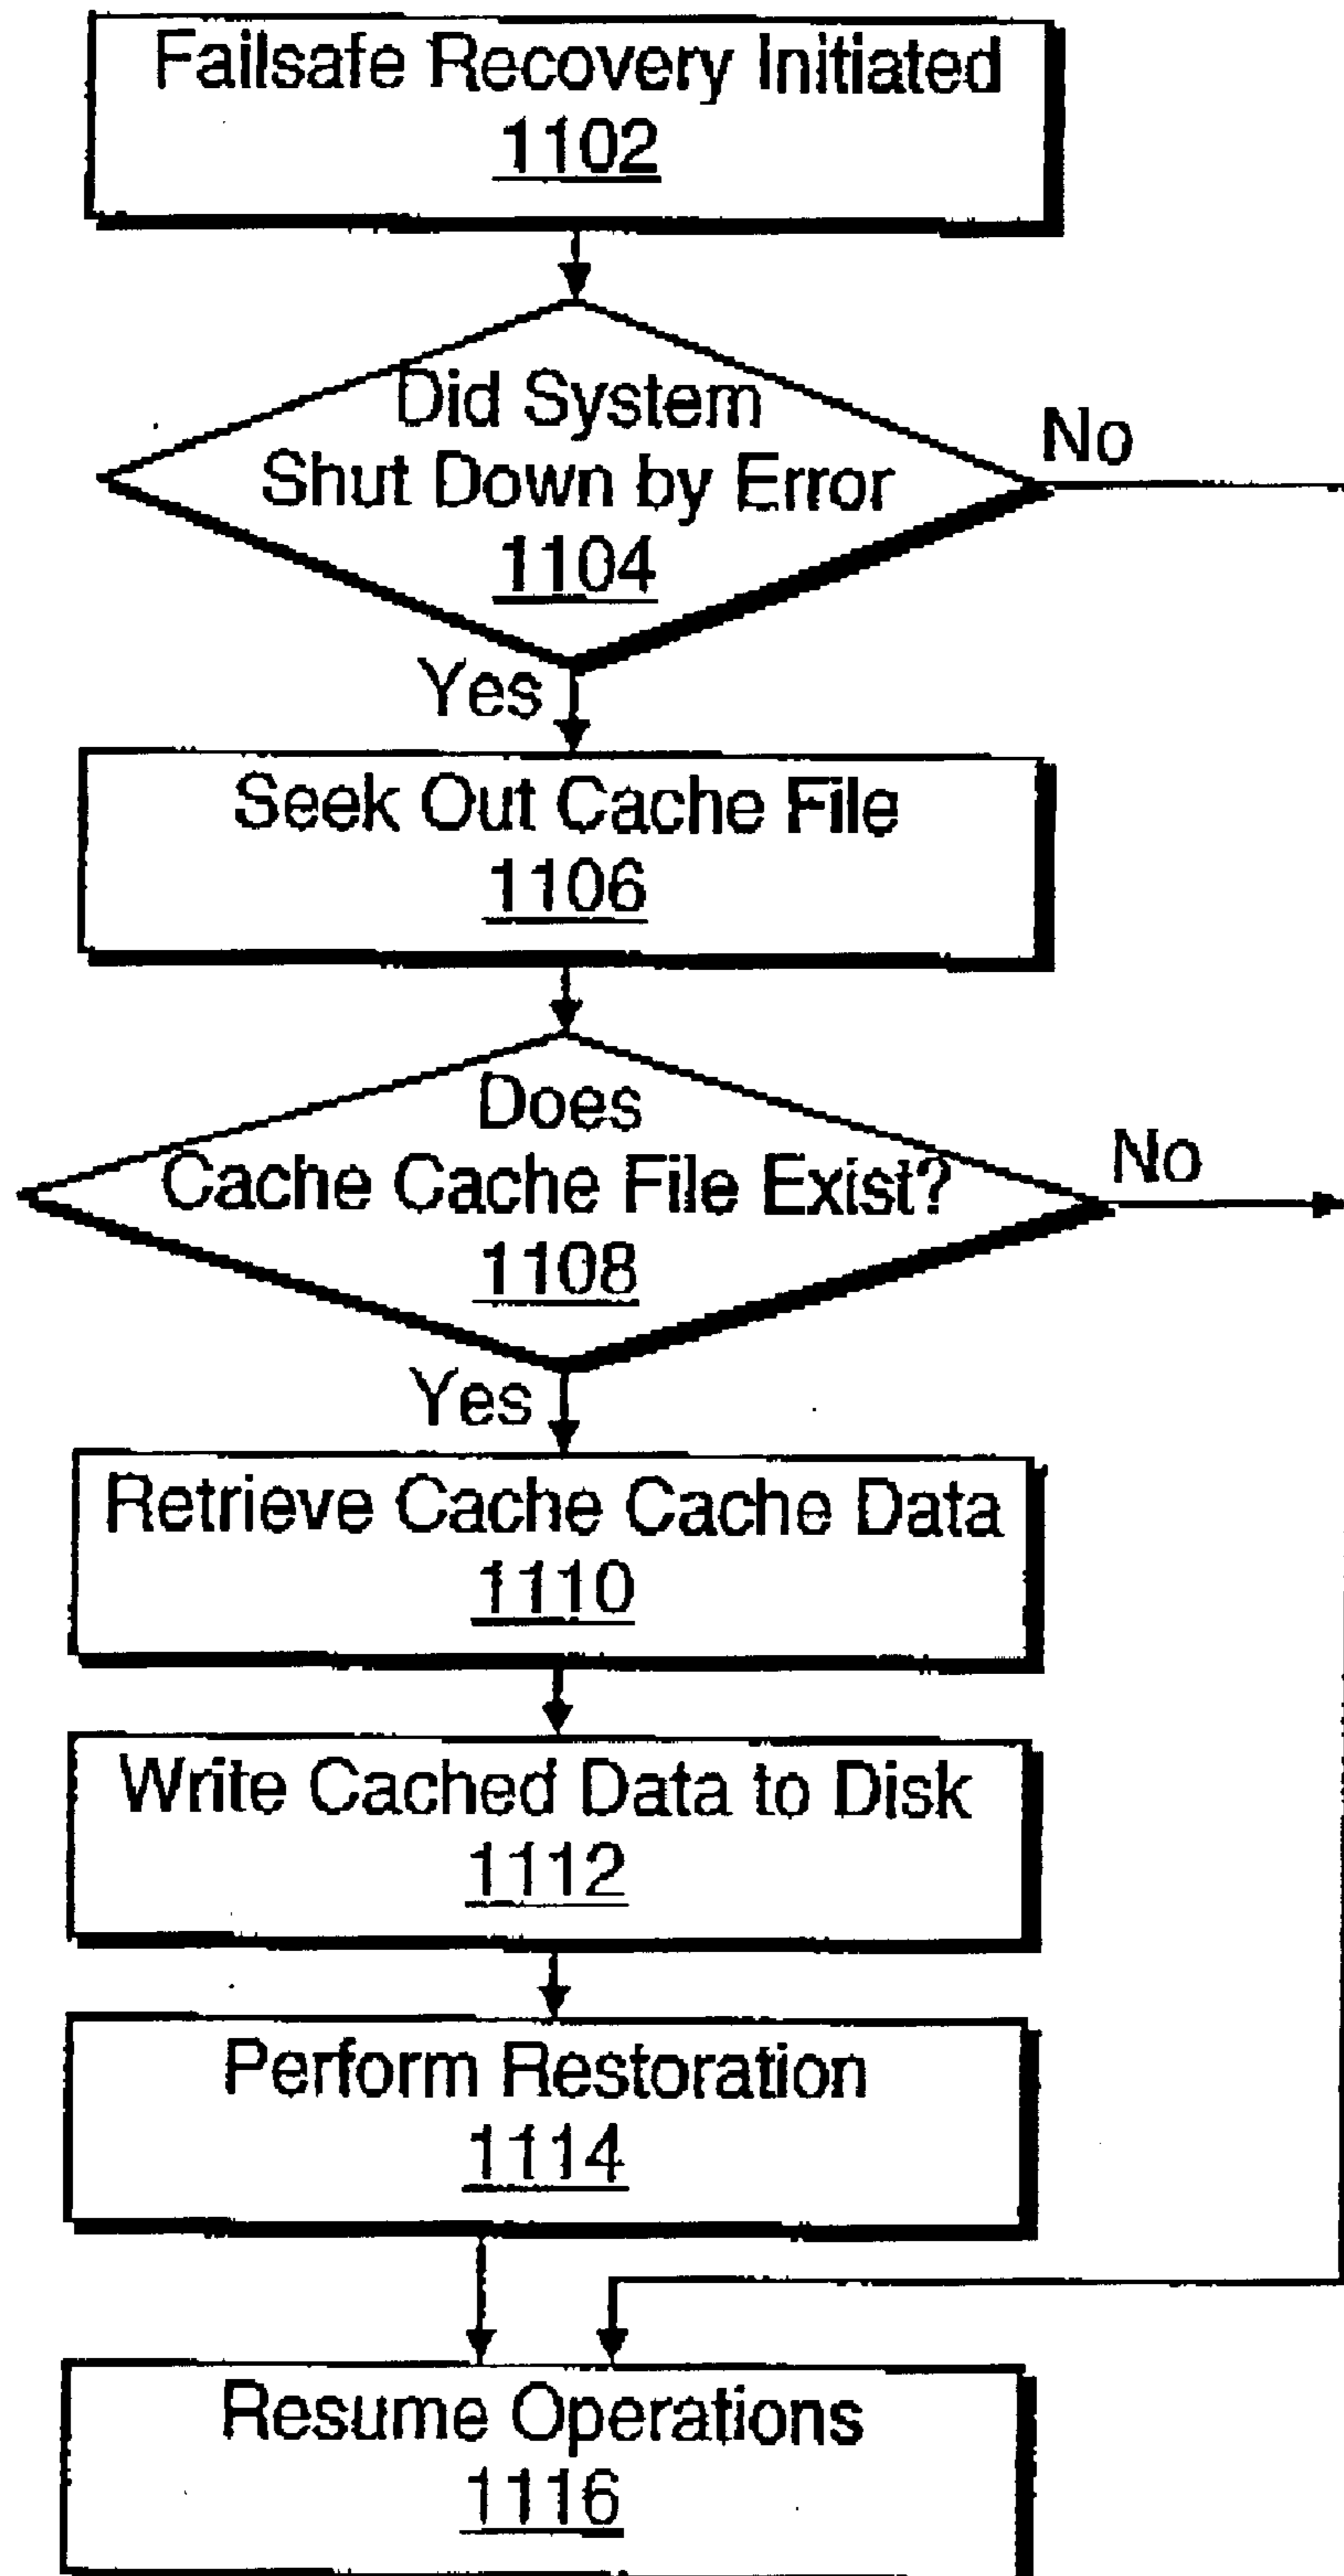 Failsafe Recovery Initiated
1102
Did System
Shut Down by Error
1104
No
Yes
Seek Out Cache File
1106
Does
Cache Cache File Exist?
1108
No
Yes
Retrieve Cache Cache Data
1110
Write Cached Data to Disk
1112
Perform Restoration
1114
Resume Operations
1116